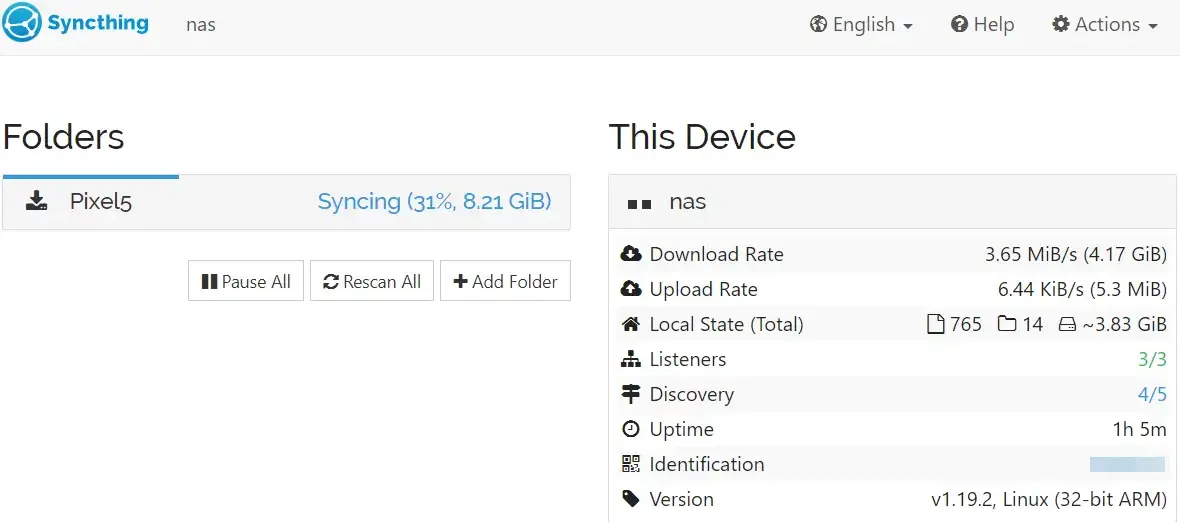 Syncthing nas English Help Actions
Folders
Pixel5 Syncing (31%, 8.21 GiB)
Pause All Rescan All Add Folder
This Device
nas
Download Rate 3.65 MiB/s (4.17 GiB)
Upload Rate 6.44 KiB/s (5.3 MiB)
Local State (Total) 765 14 ~3.83 GiB
Listeners 3/3
Discovery 4/5
Uptime 1h 5m
Identification
Version v1.19.2, Linux (32-bit ARM)